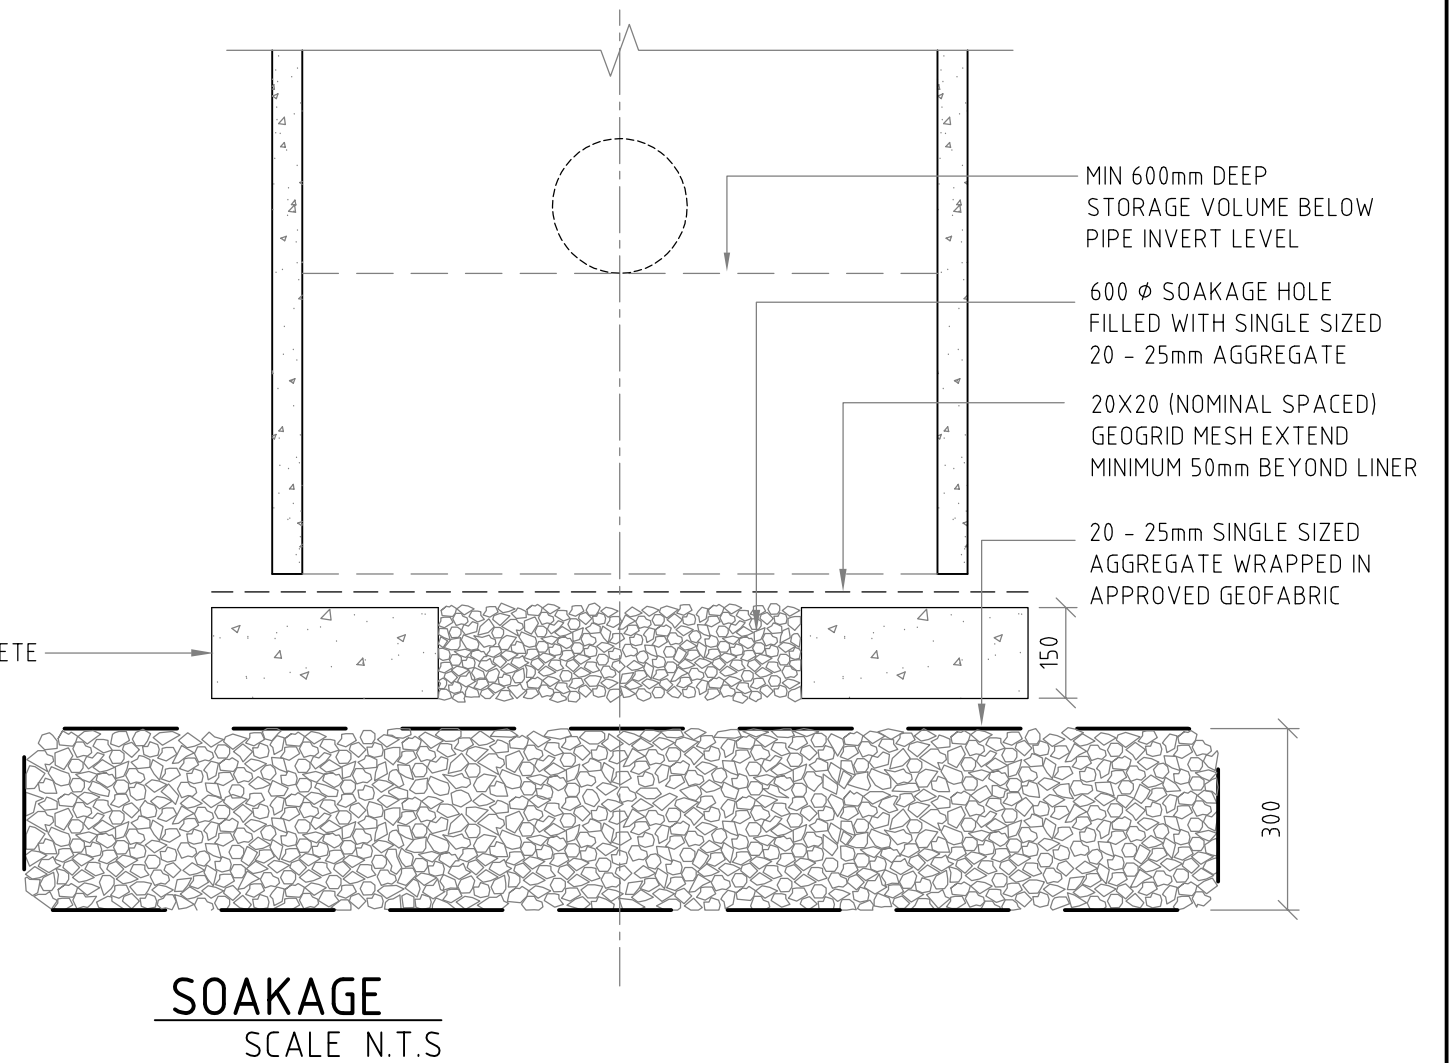 MIN 600mm DEEP
STORAGE VOLUME BELOW
PIPE INVERT LEVEL
600 Ø SOAKAGE HOLE
FILLED WITH SINGLE SIZED
20 - 25mm AGGREGATE
20X20 (NOMINAL SPACED)
GEOGRID MESH EXTEND
MINIMUM 50mm BEYOND LINER
20 - 25mm SINGLE SIZED
AGGREGATE WRAPPED IN
APPROVED GEOFABRIC
ETE
150
300
SOAKAGE
SCALE N.T.S